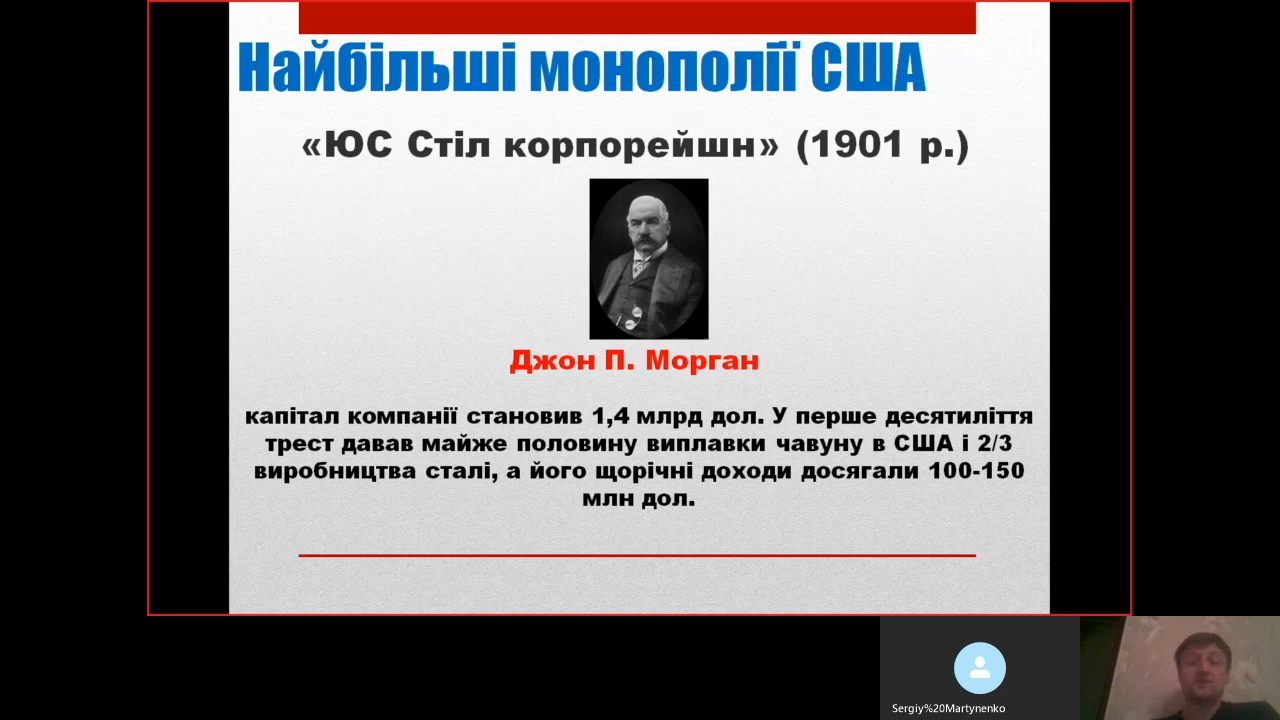 Найбільші монополії США
«ЮС Стіл корпорейшн» (1901 р.)
Джон П. Морган
капітал компанії становив 1,4 млрд дол. У перше десятиліття
трест давав майже половину виплавки чавуну в США і 2/3
виробництва сталі, а його щорічні доходи досягали 100-150
млн дол.
Sergiy%20Martynenko